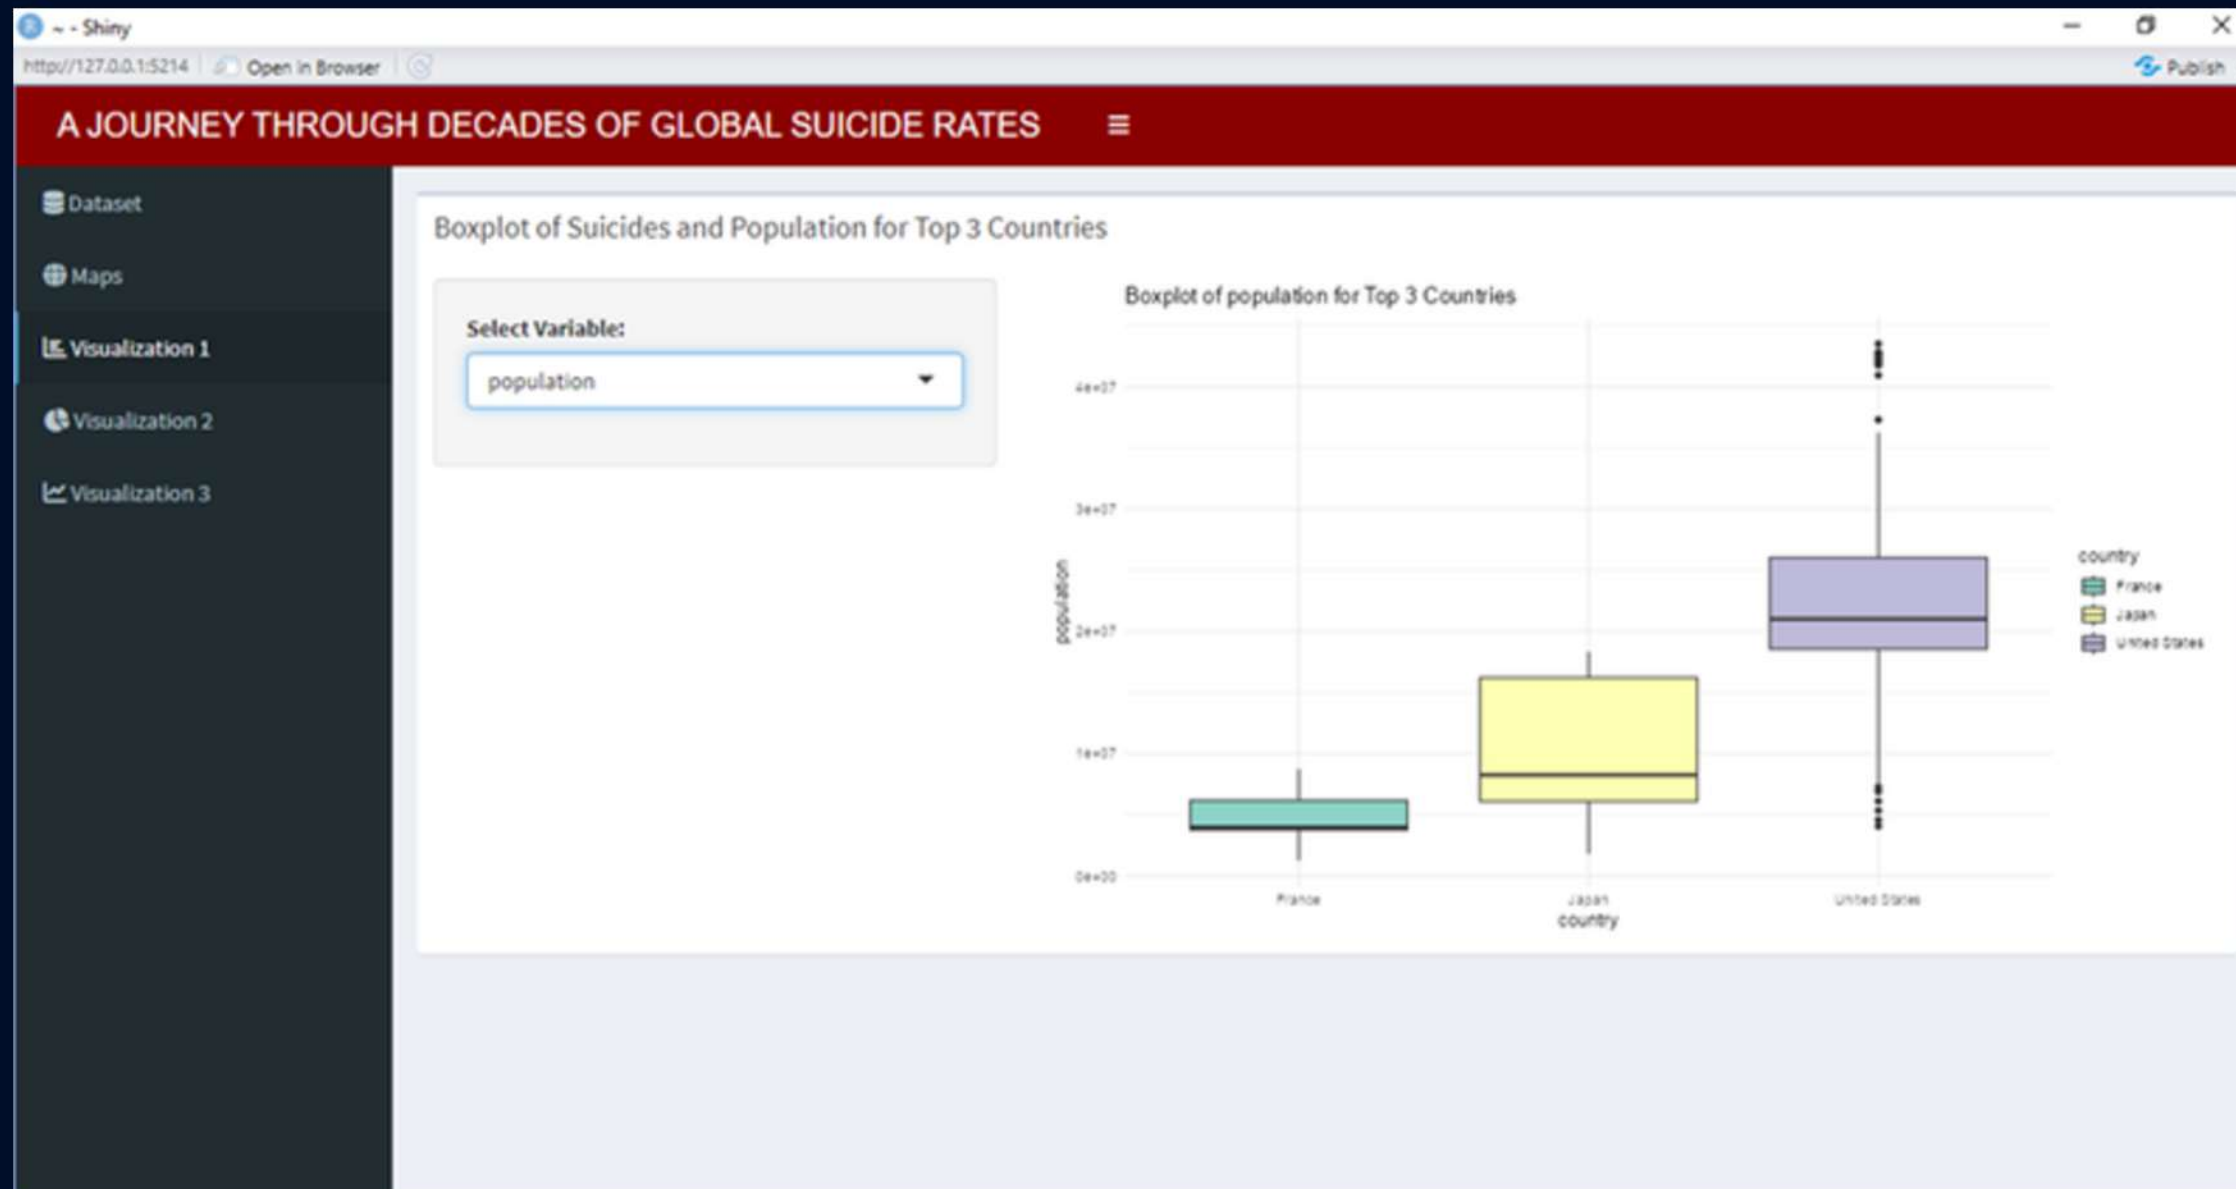 ~ - Shiny
http://127.0.0.1:5214 Open in Browser Publish
A JOURNEY THROUGH DECADES OF GLOBAL SUICIDE RATES
Dataset
Maps
Visualization 1
Visualization 2
Visualization 3
Boxplot of Suicides and Population for Top 3 Countries
Select Variable:
population
Boxplot of population for Top 3 Countries
4e+07
3e+07
2e+07
1e+07
0e+00
population
France Japan United States
country
country
France
Japan
United States